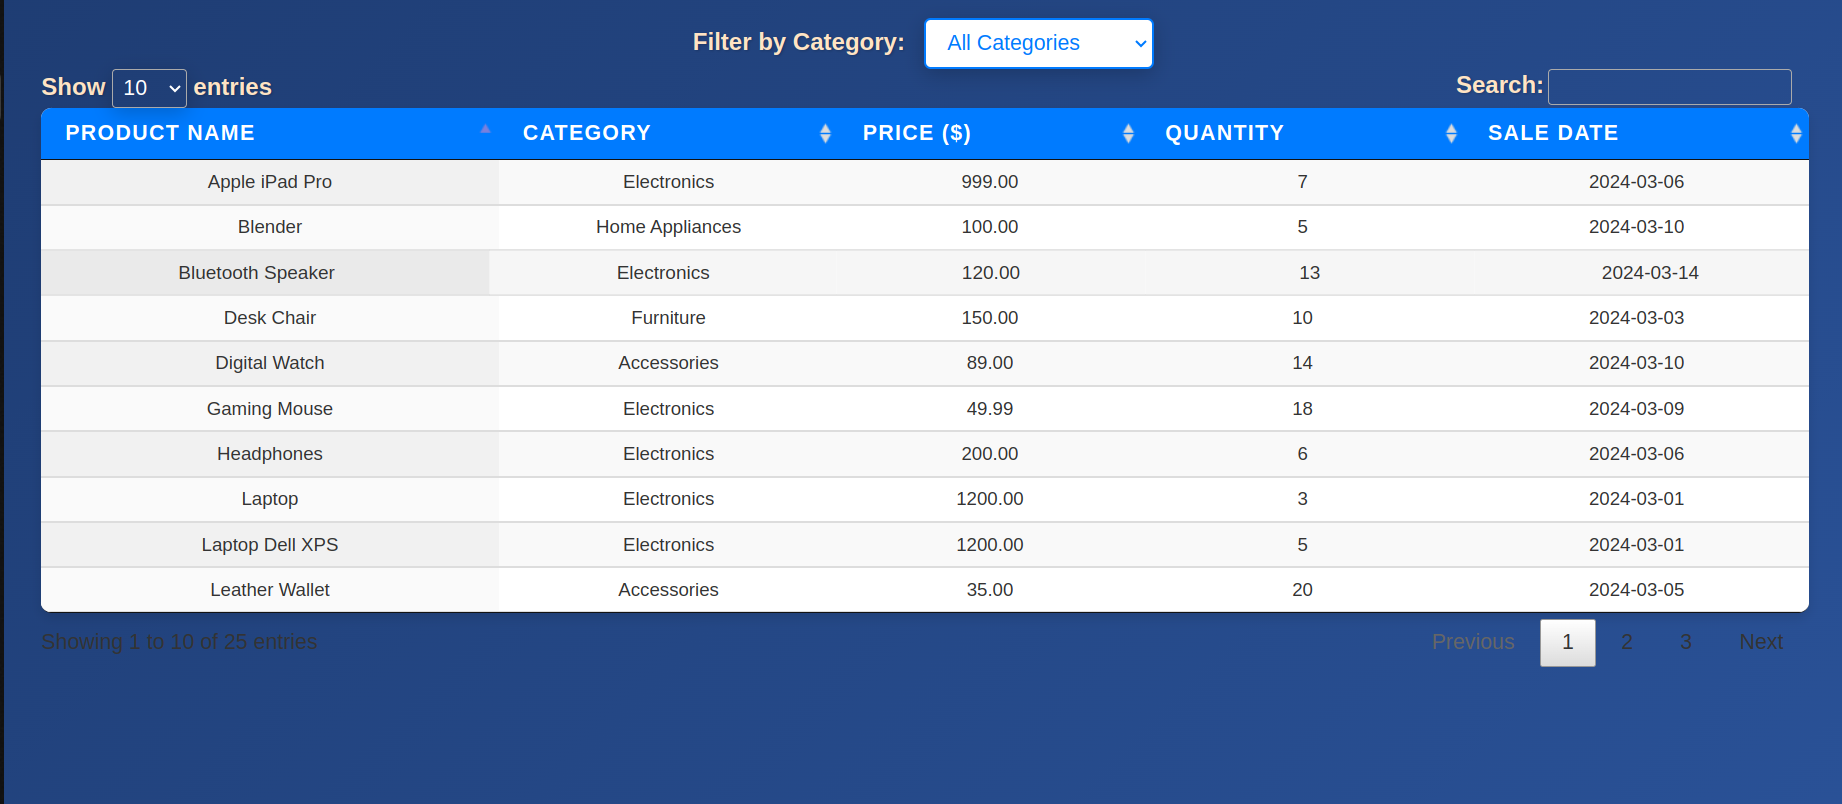 Filter by Category: All Categories
Show 10 entries Search:
PRODUCT NAME CATEGORY PRICE ($) QUANTITY SALE DATE
Apple iPad Pro Electronics 999.00 7 2024-03-06
Blender Home Appliances 100.00 5 2024-03-10
Bluetooth Speaker Electronics 120.00 13 2024-03-14
Desk Chair Furniture 150.00 10 2024-03-03
Digital Watch Accessories 89.00 14 2024-03-10
Gaming Mouse Electronics 49.99 18 2024-03-09
Headphones Electronics 200.00 6 2024-03-06
Laptop Electronics 1200.00 3 2024-03-01
Laptop Dell XPS Electronics 1200.00 5 2024-03-01
Leather Wallet Accessories 35.00 20 2024-03-05
Showing 1 to 10 of 25 entries Previous 1 2 3 Next